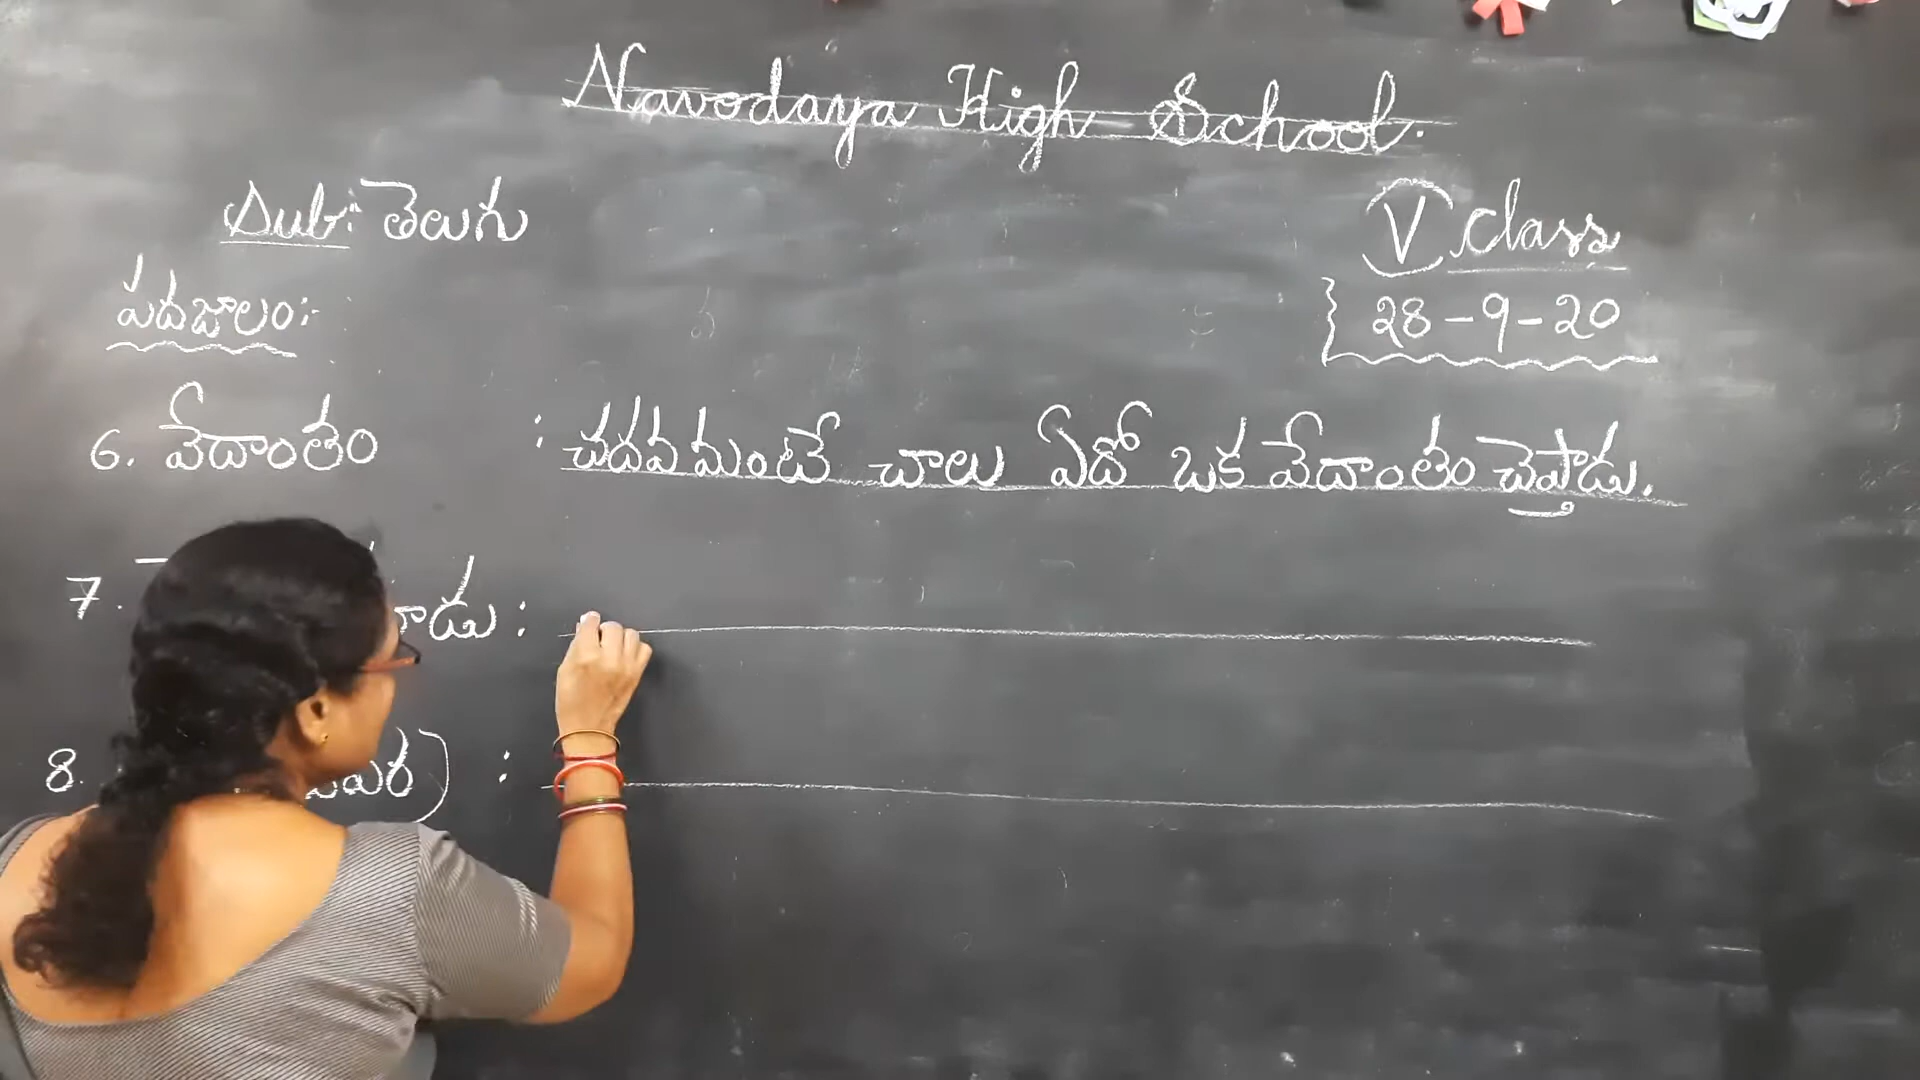 Navodaya High School.
Sub: తెలుగు
V class
పదజాలం:-
28-9-20
6. వేదాంతం : చదవమంటే చాలు ఏదో ఒక వేదాంతం చెప్తాడు.
7.
8.